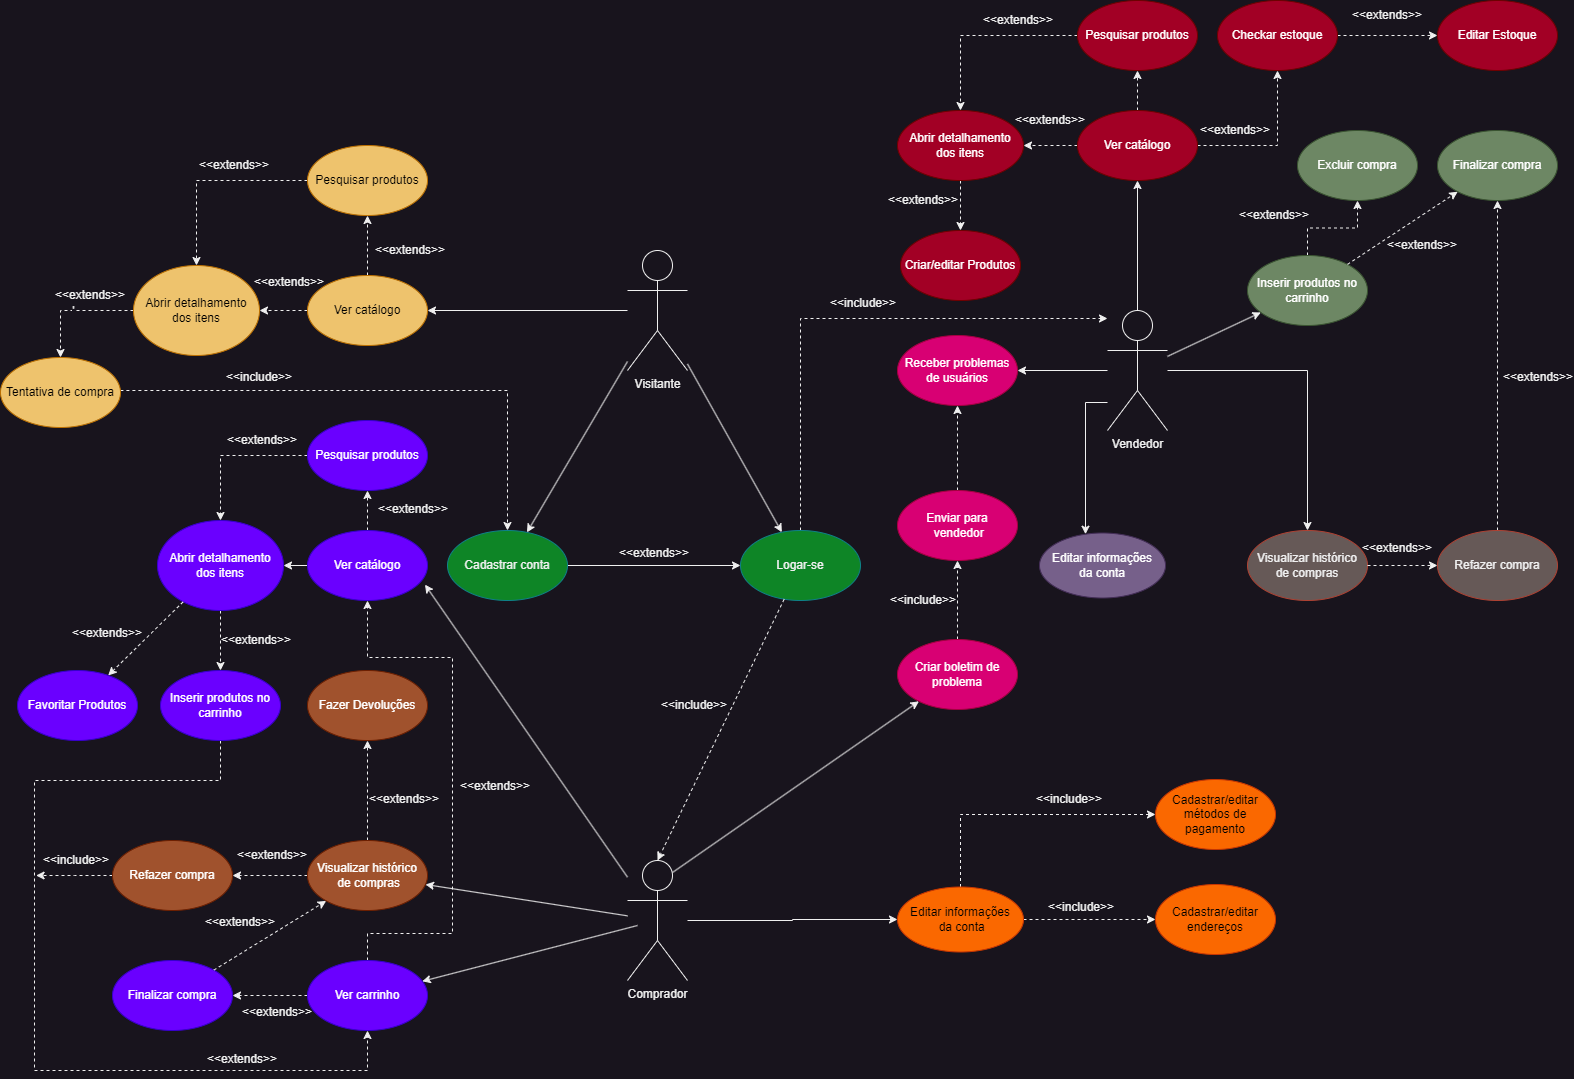 <<extends>>
Pesquisar produtos
Checkar estoque
<<extends>>
Editar Estoque
<<extends>>
Abrir detalhamento
dos itens
Ver catálogo
<<extends>>
Excluir compra
Finalizar compra
<<extends>>
Pesquisar produtos
<<extends>>
<<extends>>
<<extends>>
<<extends>>
Criar/editar Produtos
Inserir produtos no
carrinho
<<extends>>
<<extends>>
Abrir detalhamento
dos itens
Ver catálogo
<<include>>
Tentativa de compra
<<include>>
Visitante
Receber problemas
de usuários
<<extends>>
Vendedor
<<extends>>
Pesquisar produtos
<<extends>>
Enviar para
vendedor
Abrir detalhamento
dos itens
Ver catálogo
Cadastrar conta
<<extends>>
Logar-se
Editar informações
da conta
Visualizar histórico
de compras
<<extends>>
Refazer compra
<<include>>
<<extends>>
<<extends>>
Criar boletim de
problema
Favoritar Produtos
Inserir produtos no
carrinho
Fazer Devoluções
<<include>>
<<extends>>
<<extends>>
<<include>>
Cadastrar/editar
métodos de
pagamento
<<include>>
Refazer compra
<<extends>>
Visualizar histórico
de compras
<<extends>>
Editar informações
da conta
<<include>>
Cadastrar/editar
endereços
Finalizar compra
<<extends>>
Ver carrinho
Comprador
<<extends>>